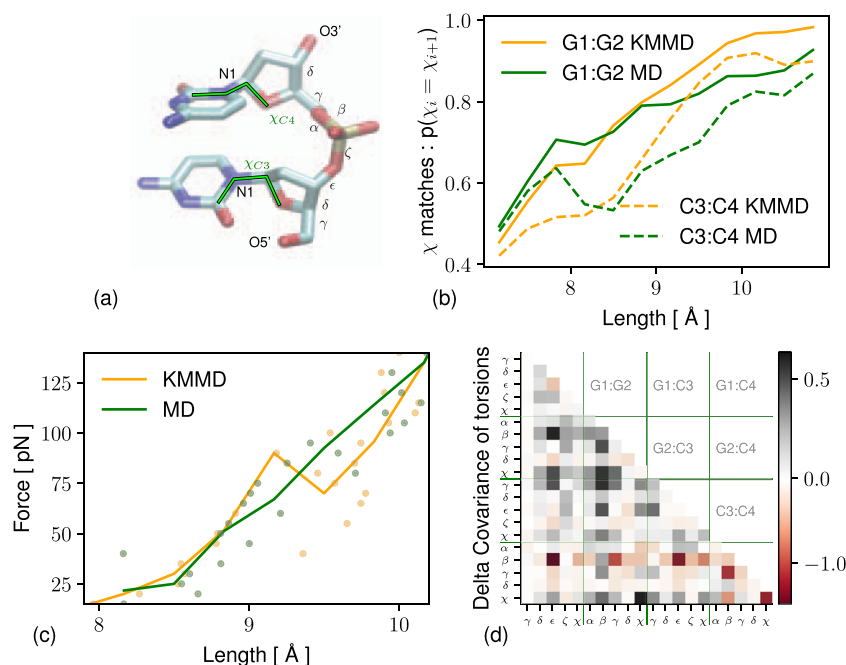 O3'
δ
N1
γ
β
χC4
α
ζ
χC3
ϵ
N1
δ
γ
O5'
(a)
χ matches : p(χi = χi+1)
1.0
0.8
0.6
0.4
G1:G2 KMMD
G1:G2 MD
C3:C4 KMMD
C3:C4 MD
8 9 10
Length [ Å ]
(b)
Force [ pN ]
125
100
75
50
25
KMMD
MD
8 9 10
Length [ Å ]
(c)
Delta Covariance of torsions
γ
δ
ϵ
ζ
χ
α
β
γ
δ
χ
γ
δ
ϵ
ζ
χ
α
β
γ
δ
χ
G1:G2 G1:C3 G1:C4
G2:C3 G2:C4
C3:C4
γ δ ϵ ζ χ α β γ δ χ γ δ ϵ ζ χ α β γ δ χ
0.5
0.0
−1.0
(d)